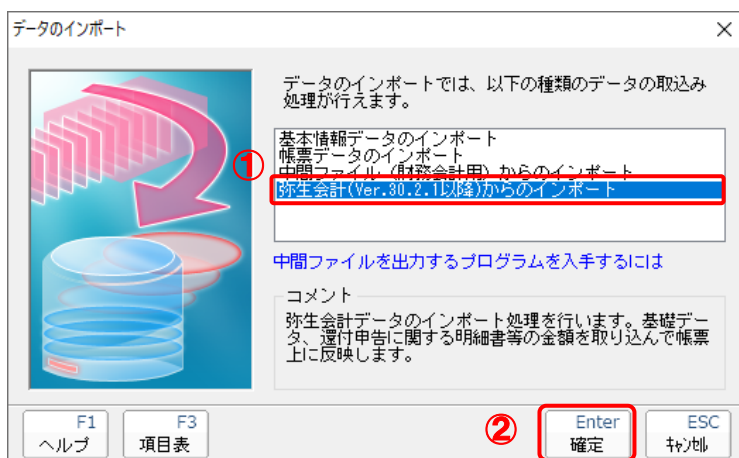 データのインポート
データのインポートでは、以下の種類のデータの取込み
処理が行えます。
基本情報データのインポート
帳票データのインポート
中間ファイル（財務会計用）からのインポート
①
弥生会計(Ver.30.2.1以降)からのインポート
中間ファイルを出力するプログラムを入手するには
コメント
弥生会計データのインポート処理を行います。基礎デー
タ、還付申告に関する明細書等の金額を取り込んで帳票
上に反映します。
F1
ヘルプ
F3
項目表
②
Enter
確定
ESC
ｷｬﾝｾﾙ